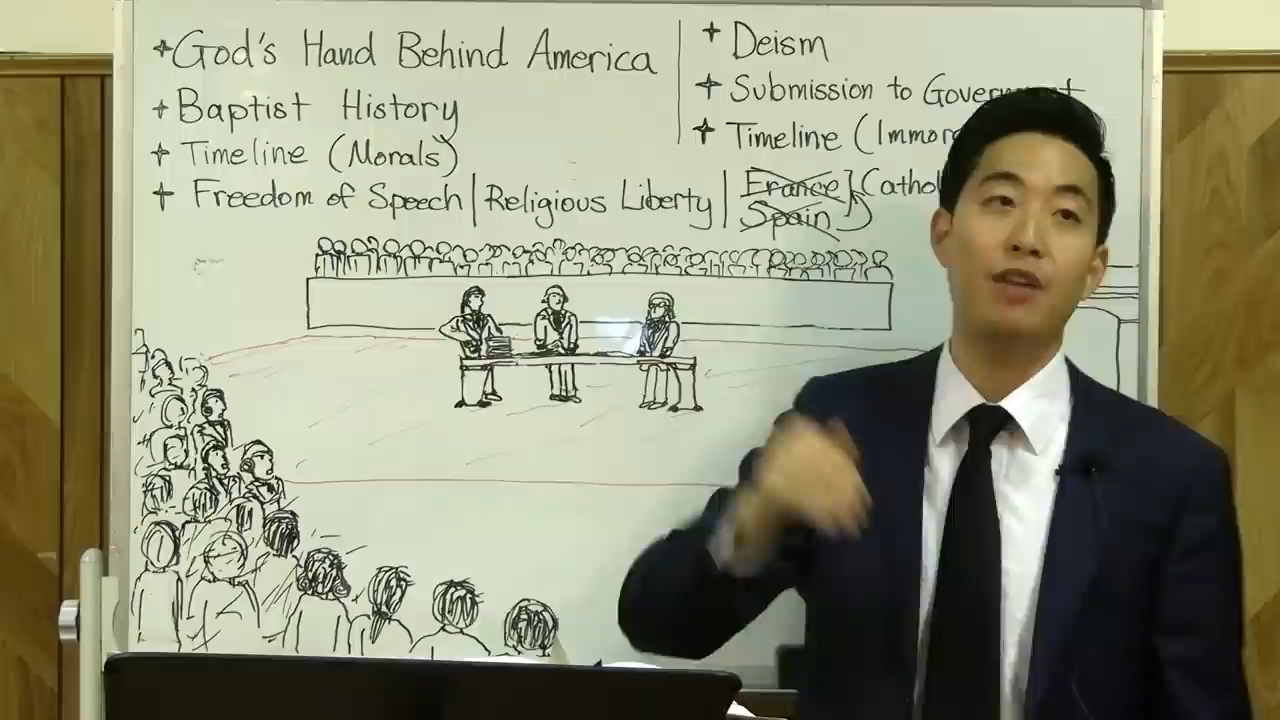 + God's Hand Behind America
+ Baptist History
+ Timeline (Morals)
+ Freedom of Speech | Religious Liberty | France } Cathol
Spain
+ Deism
+ Submission to Government
+ Timeline (Immor